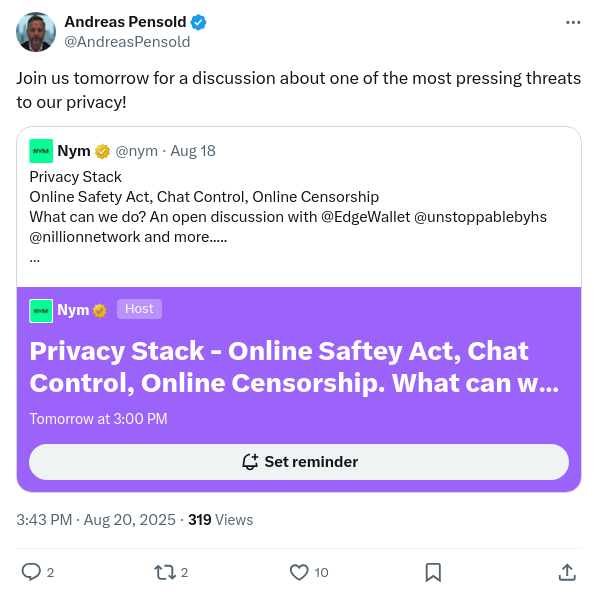 Andreas Pensold
@AndreasPensold
Join us tomorrow for a discussion about one of the most pressing threats
to our privacy!
NYM Nym @nym · Aug 18
Privacy Stack
Online Safety Act, Chat Control, Online Censorship
What can we do? An open discussion with @EdgeWallet @unstoppablebyhs
@nillionnetwork and more.....
...
NYM Nym Host
Privacy Stack - Online Saftey Act, Chat
Control, Online Censorship. What can w...
Tomorrow at 3:00 PM
Set reminder
3:43 PM · Aug 20, 2025 · 319 Views
2 2 10